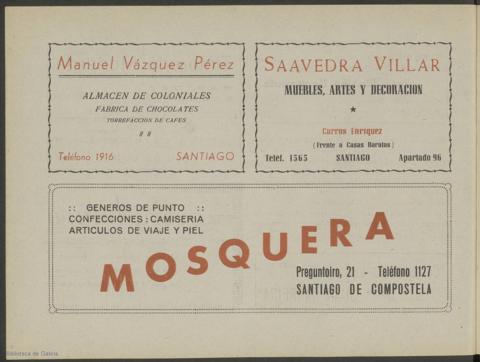 Manuel Vázquez Pérez
ALMACEN DE COLONIALES
FABRICA DE CHOCOLATES
TORREFACCION DE CAFES
Teléfono 1916 SANTIAGO
SAAVEDRA VILLAR
MUEBLES, ARTES Y DECORACION
Curros Enríquez
(Frente a Casas Baratas)
Teléf. 1565 SANTIAGO Apartado 96
:: GENEROS DE PUNTO ::
CONFECCIONES : CAMISERIA
ARTICULOS DE VIAJE Y PIEL
MOSQUERA
Preguntoiro, 21 - Teléfono 1127
SANTIAGO DE COMPOSTELA
Biblioteca de Galicia